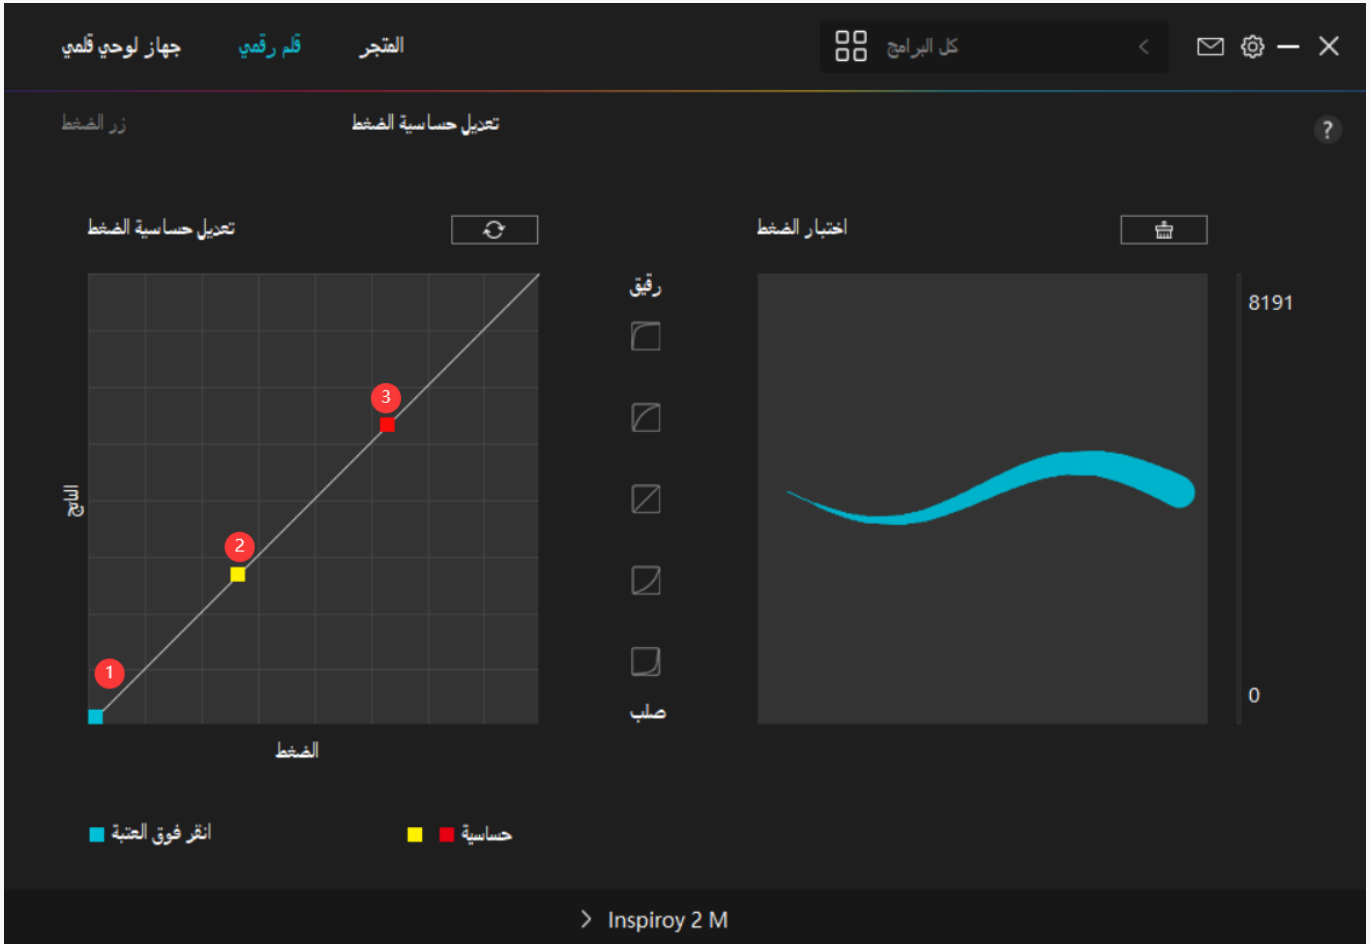 جهاز لوحي قلمي
قلم رقمي
المتجر
كل البرامج
زر الضغط
تعديل حساسية الضغط
?
تعديل حساسية الضغط
اختبار الضغط
رقيق
8191
3
الناتج
2
1
0
صلب
الضغط
انقر فوق العتبة
حساسية
Inspiroy 2 M